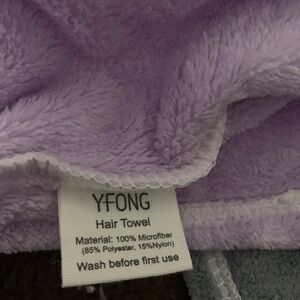 YFONG
Hair Towel
Material: 100% Microfiber
(85% Polyester, 15%Nylon)
Wash before first use